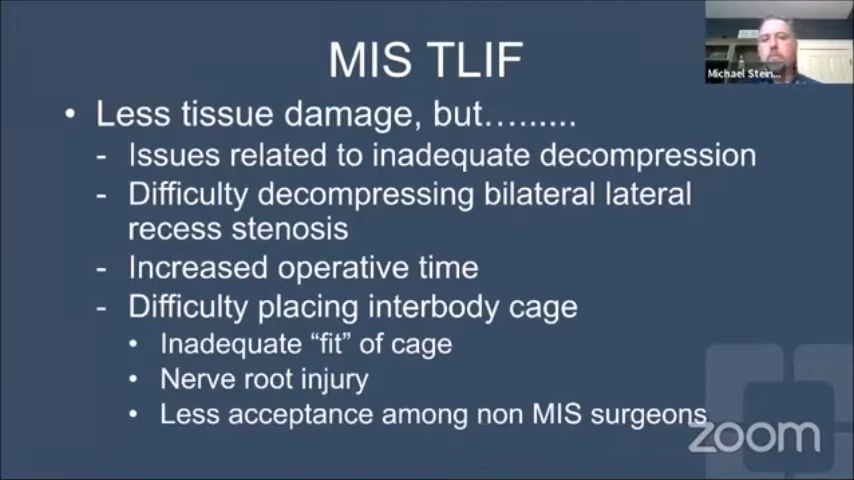 MIS TLIF
• Less tissue damage, but…......
- Issues related to inadequate decompression
- Difficulty decompressing bilateral lateral
recess stenosis
- Increased operative time
- Difficulty placing interbody cage
• Inadequate “fit” of cage
• Nerve root injury
• Less acceptance among non MIS surgeons
Michael Stein...
zoom